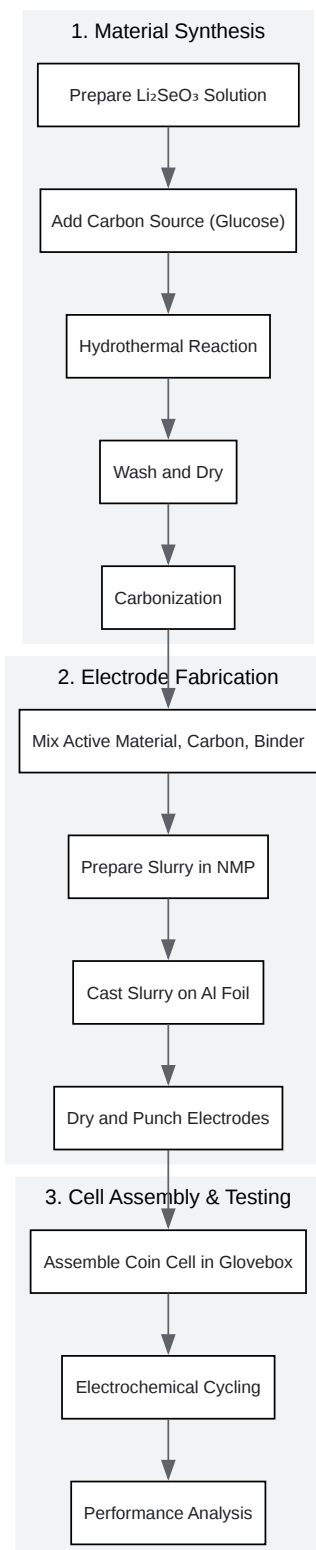 1. Material Synthesis
Prepare Li₂SeO₃ Solution
Add Carbon Source (Glucose)
Hydrothermal Reaction
Wash and Dry
Carbonization
2. Electrode Fabrication
Mix Active Material, Carbon, Binder
Prepare Slurry in NMP
Cast Slurry on Al Foil
Dry and Punch Electrodes
3. Cell Assembly & Testing
Assemble Coin Cell in Glovebox
Electrochemical Cycling
Performance Analysis